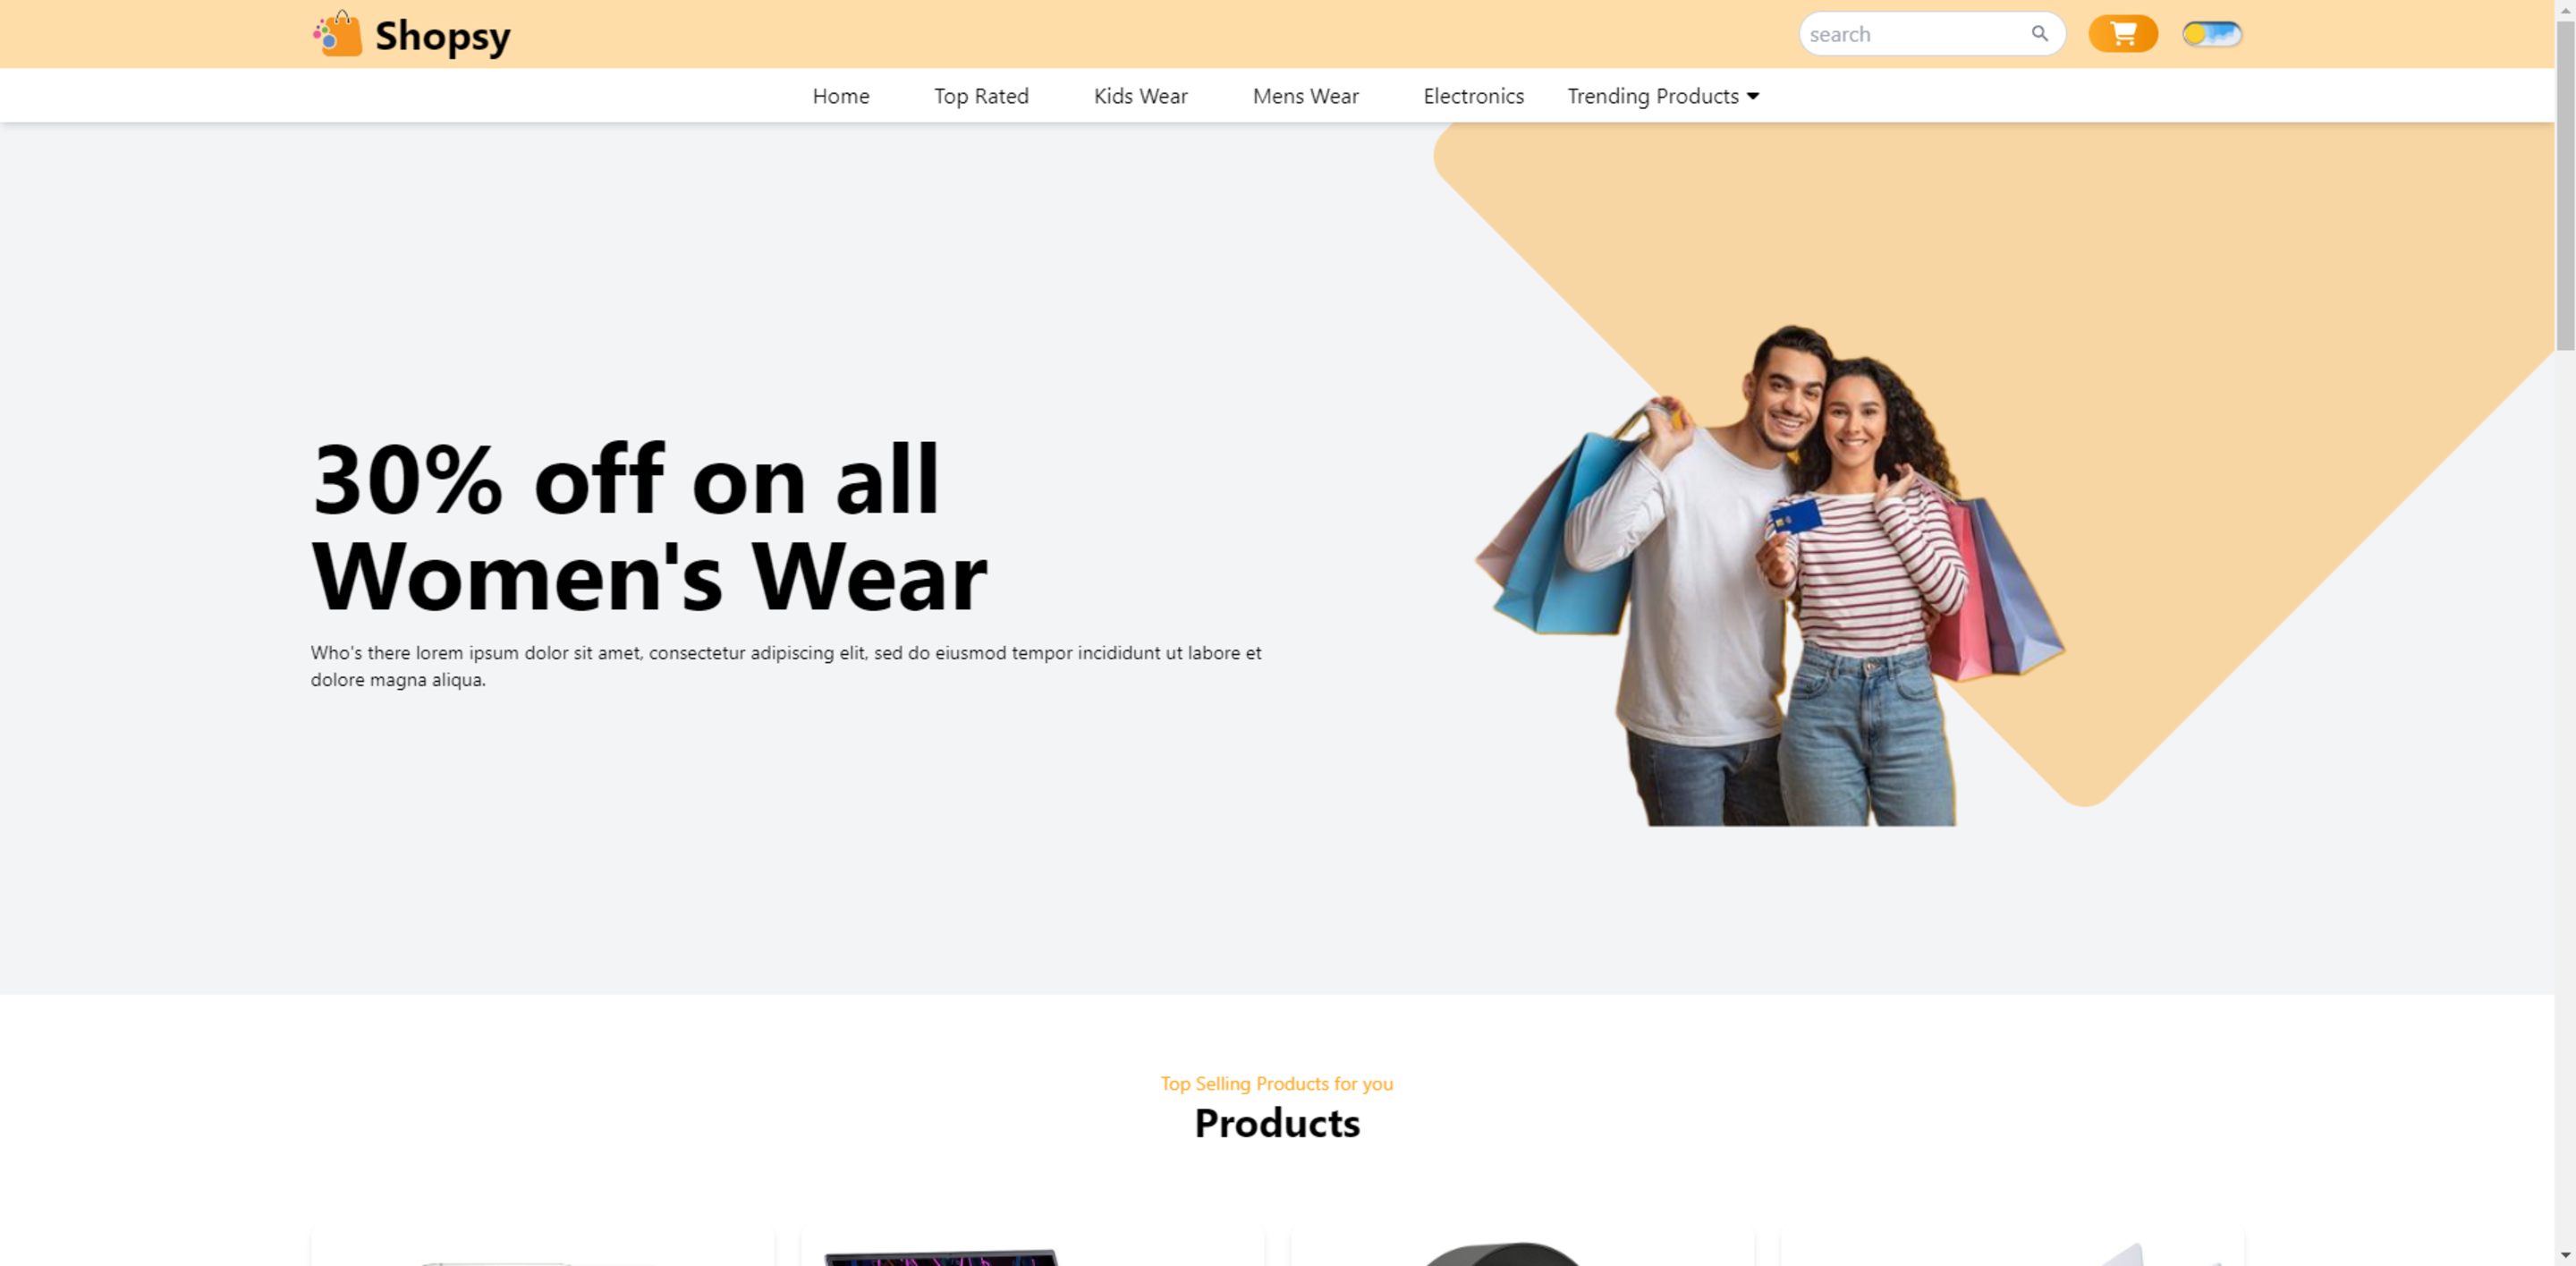 Shopsy
search
Home
Top Rated
Kids Wear
Mens Wear
Electronics
Trending Products
30% off on all
Women's Wear
Who's there lorem ipsum dolor sit amet, consectetur adipiscing elit, sed do eiusmod tempor incididunt ut labore et
dolore magna aliqua.
Top Selling Products for you
Products